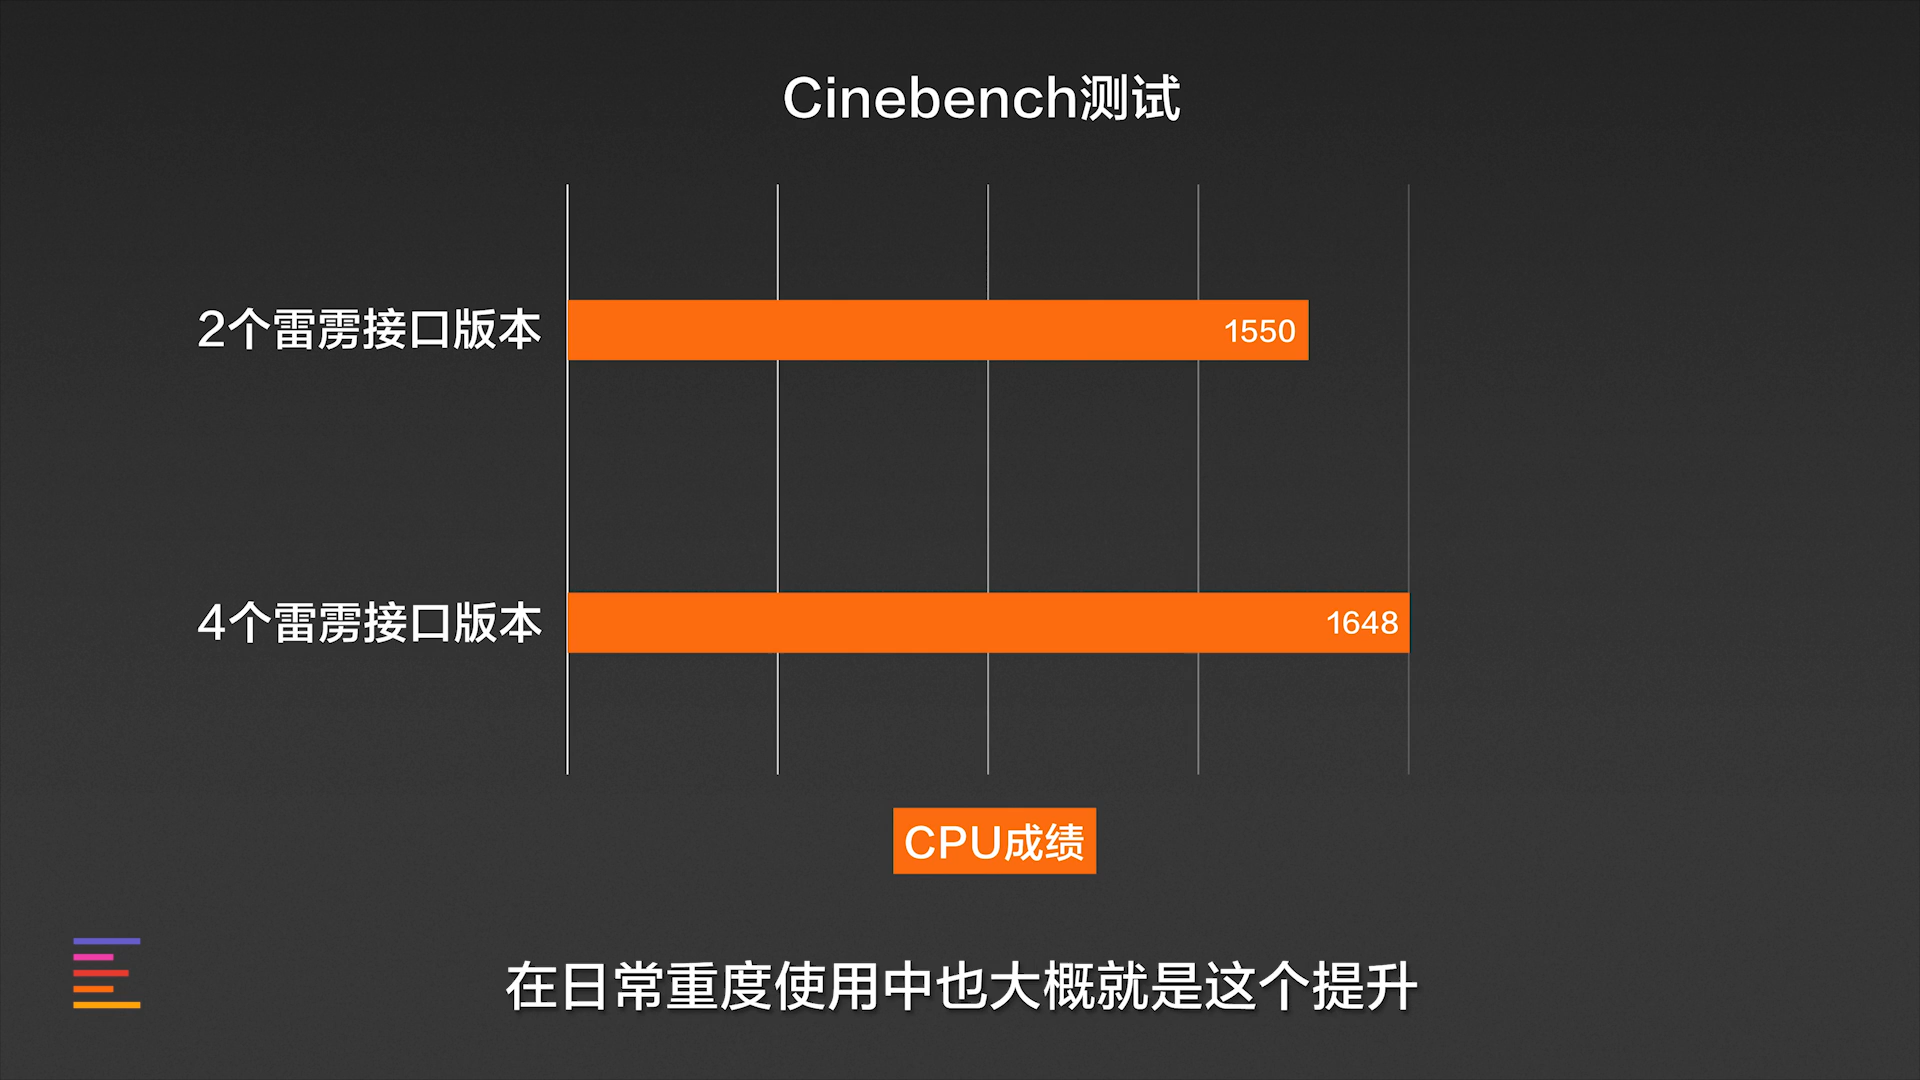 Cinebench测试
2个雷雳接口版本
1550
4个雷雳接口版本
1648
CPU成绩
在日常重度使用中也大概就是这个提升